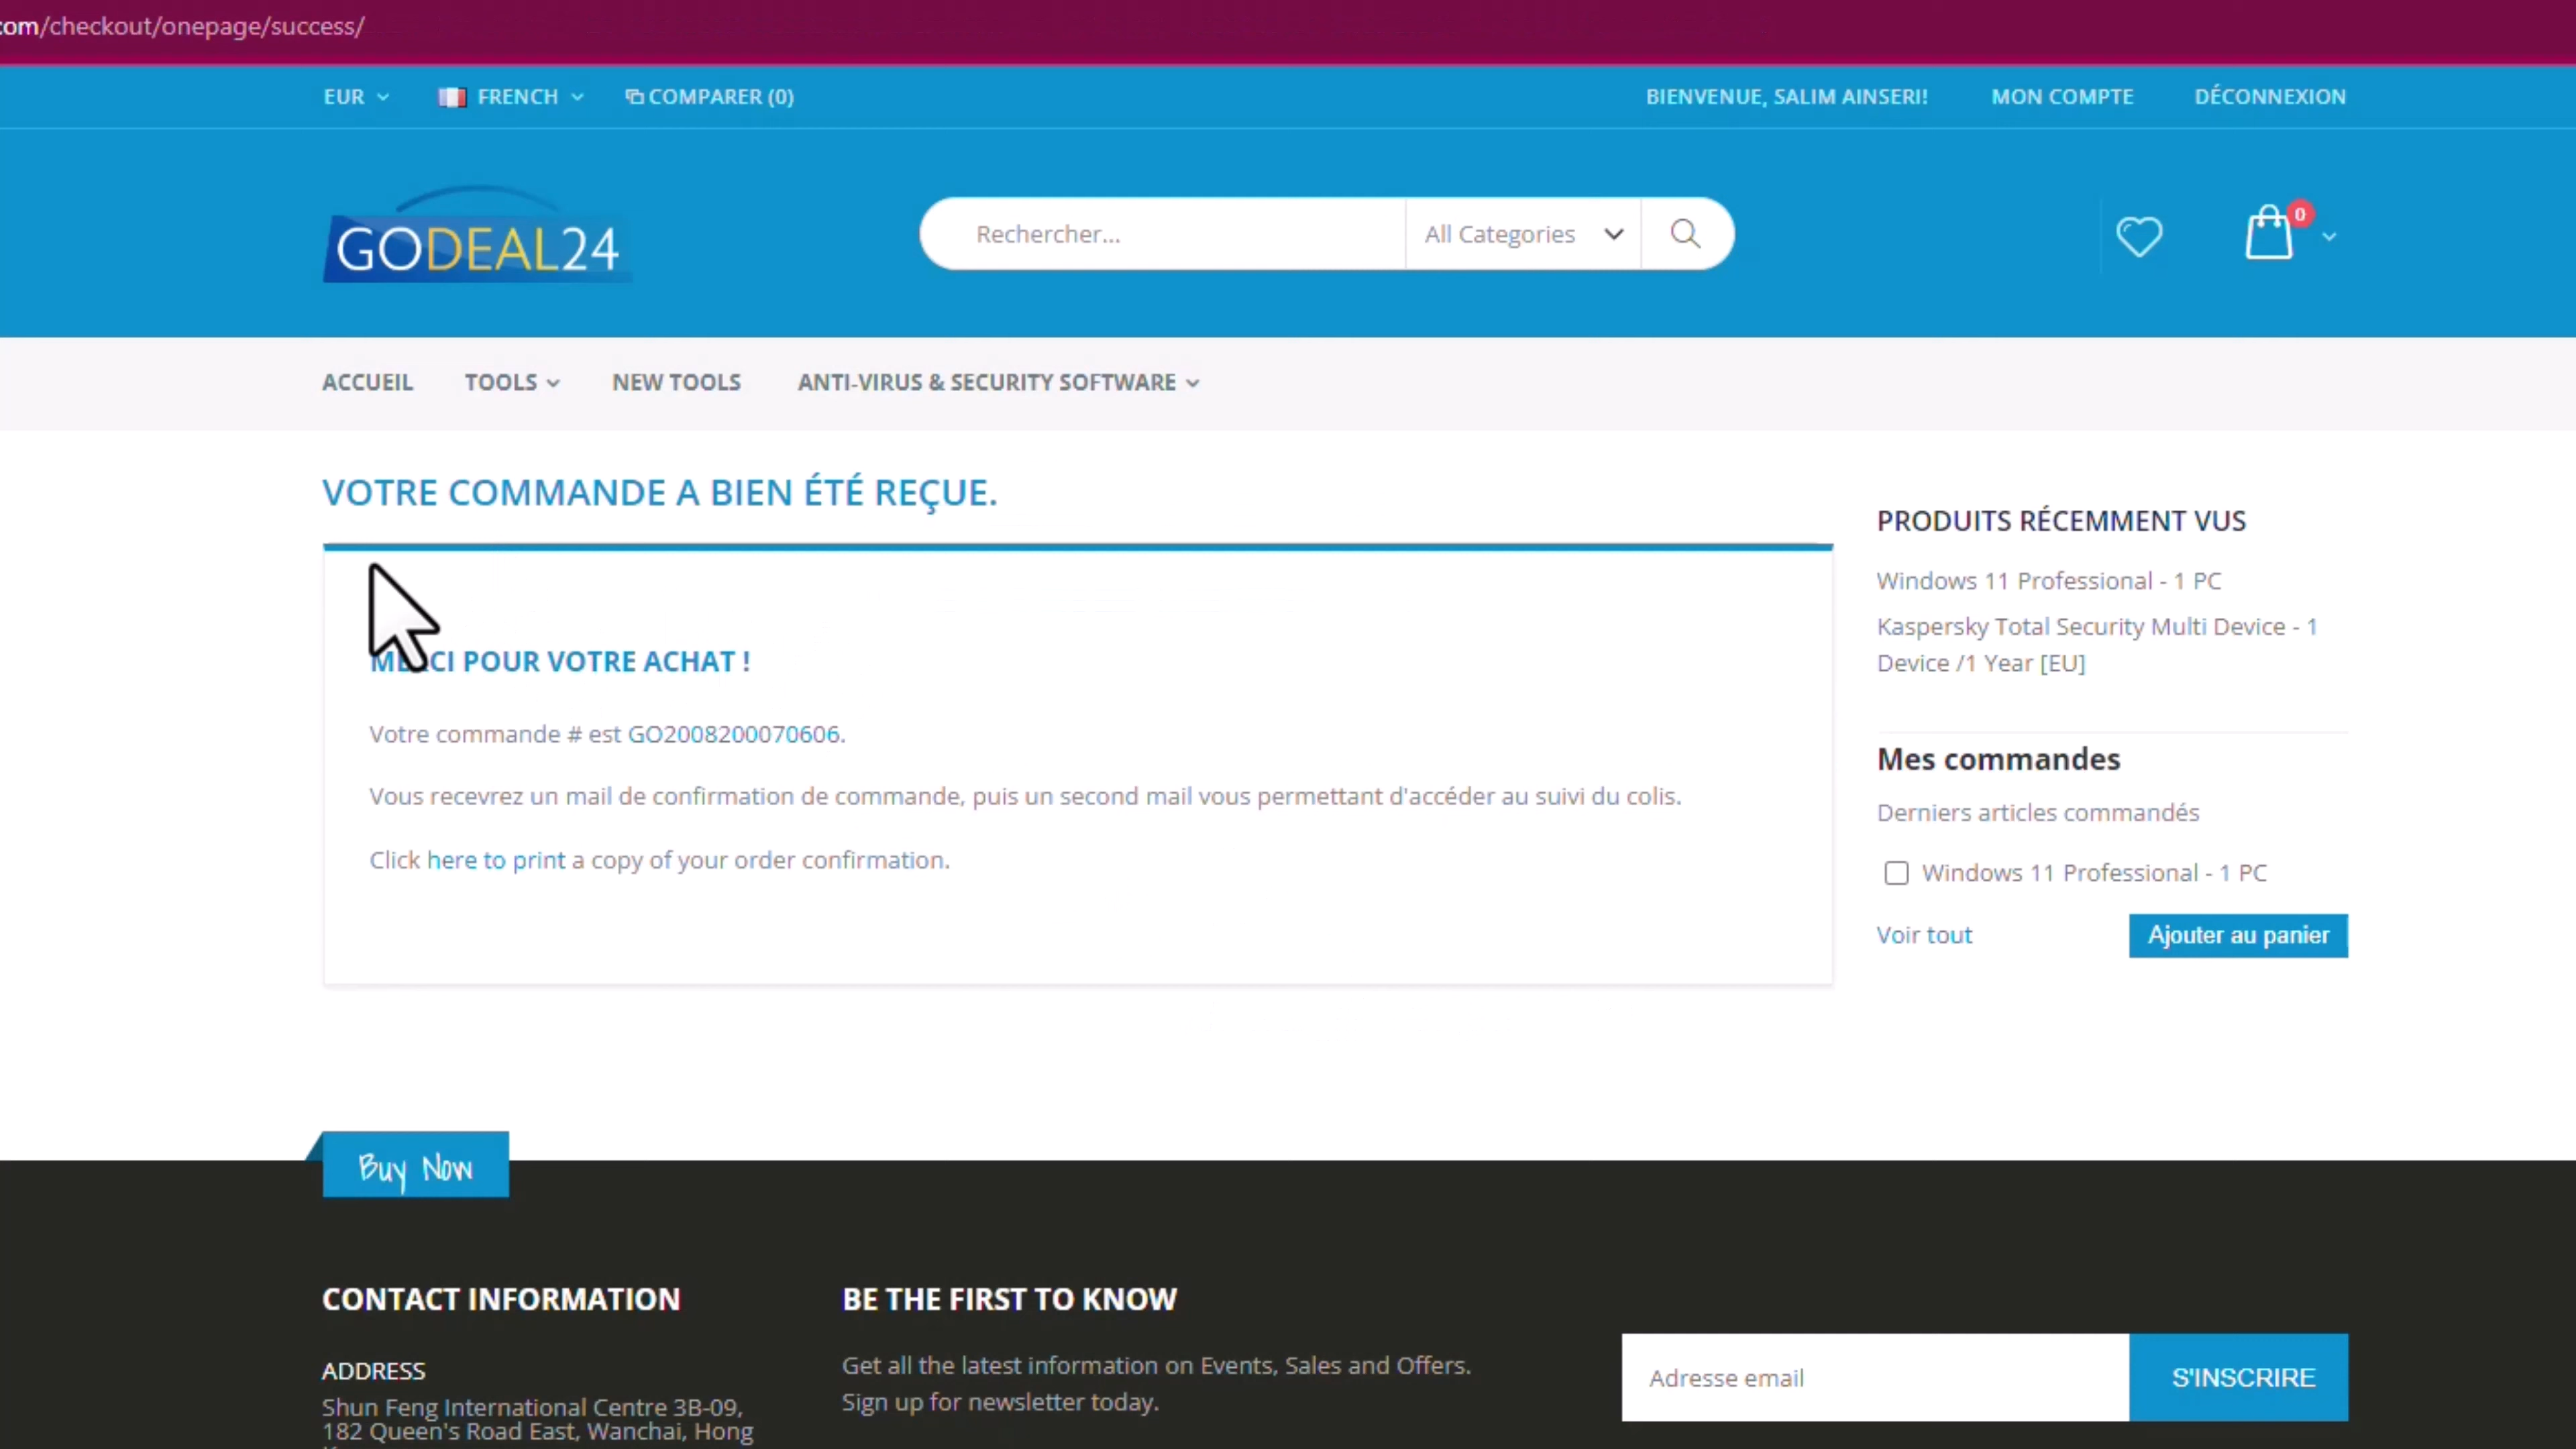 com/checkout/onepage/success/
EUR
FRENCH
COMPARER (0)
BIENVENUE, SALIM AINSERI!
MON COMPTE
DÉCONNEXION
GODEAL24
Rechercher...
All Categories
0
ACCUEIL
TOOLS
NEW TOOLS
ANTI-VIRUS & SECURITY SOFTWARE
VOTRE COMMANDE A BIEN ÉTÉ REÇUE.
MERCI POUR VOTRE ACHAT !
Votre commande # est GO2008200070606.
Vous recevrez un mail de confirmation de commande, puis un second mail vous permettant d'accéder au suivi du colis.
Click here to print a copy of your order confirmation.
PRODUITS RÉCEMMENT VUS
Windows 11 Professional - 1 PC
Kaspersky Total Security Multi Device - 1
Device /1 Year [EU]
Mes commandes
Derniers articles commandés
Windows 11 Professional - 1 PC
Voir tout
Ajouter au panier
Buy Now
CONTACT INFORMATION
ADDRESS
Shun Feng International Centre 3B-09,
182 Queen's Road East, Wanchai, Hong
BE THE FIRST TO KNOW
Get all the latest information on Events, Sales and Offers.
Sign up for newsletter today.
Adresse email
S'INSCRIRE